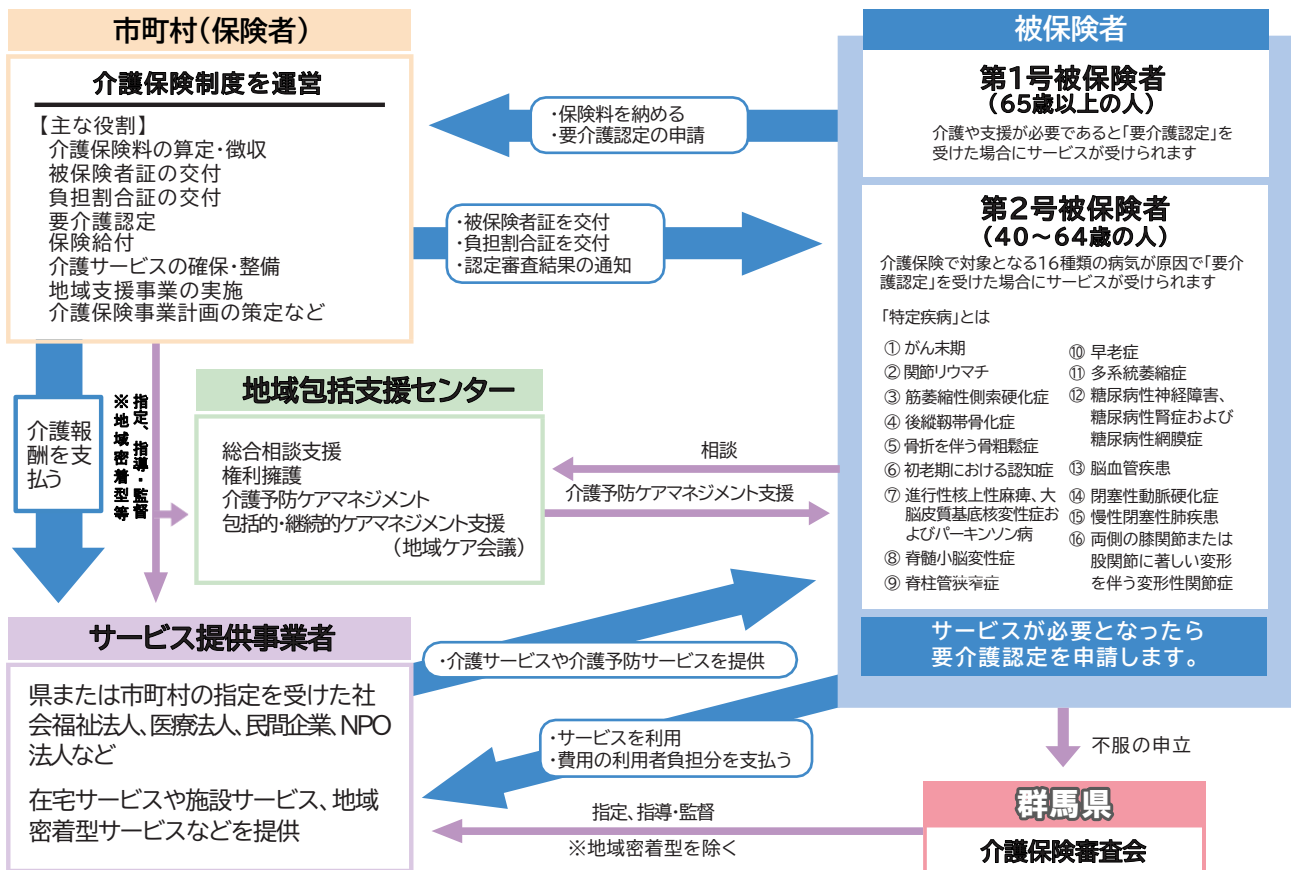 市町村(保険者)
介護保険制度を運営
【主な役割】
介護保険料の算定・徴収
被保険者証の交付
負担割合証の交付
要介護認定
保険給付
介護サービスの確保・整備
地域支援事業の実施
介護保険事業計画の策定など
・保険料を納める
・要介護認定の申請
・被保険者証を交付
・負担割合証を交付
・認定審査結果の通知
被保険者
第1号被保険者
(65歳以上の人)
介護や支援が必要であると「要介護認定」を
受けた場合にサービスが受けられます
第2号被保険者
(40〜64歳の人)
介護保険で対象となる16種類の病気が原因で「要介
護認定」を受けた場合にサービスが受けられます
「特定疾病」とは
① がん末期
② 関節リウマチ
③ 筋萎縮性側索硬化症
④ 後縦靱帯骨化症
⑤ 骨折を伴う骨粗鬆症
⑥ 初老期における認知症
⑦ 進行性核上性麻痺、大
脳皮質基底核変性症お
よびパーキンソン病
⑧ 脊髄小脳変性症
⑨ 脊柱管狭窄症
⑩ 早老症
⑪ 多系統萎縮症
⑫ 糖尿病性神経障害、
糖尿病性腎症および
糖尿病性網膜症
⑬ 脳血管疾患
⑭ 閉塞性動脈硬化症
⑮ 慢性閉塞性肺疾患
⑯ 両側の膝関節または
股関節に著しい変形
を伴う変形性関節症
サービスが必要となったら
要介護認定を申請します。
介護報
酬を支
払う
指定、指導・監督
※地域密着型等
地域包括支援センター
総合相談支援
権利擁護
介護予防ケアマネジメント
包括的・継続的ケアマネジメント支援
(地域ケア会議)
相談
介護予防ケアマネジメント支援
サービス提供事業者
県または市町村の指定を受けた社
会福祉法人、医療法人、民間企業、NPO
法人など
在宅サービスや施設サービス、地域
密着型サービスなどを提供
・介護サービスや介護予防サービスを提供
・サービスを利用
・費用の利用者負担分を支払う
指定、指導・監督
※地域密着型を除く
不服の申立
群馬県
介護保険審査会